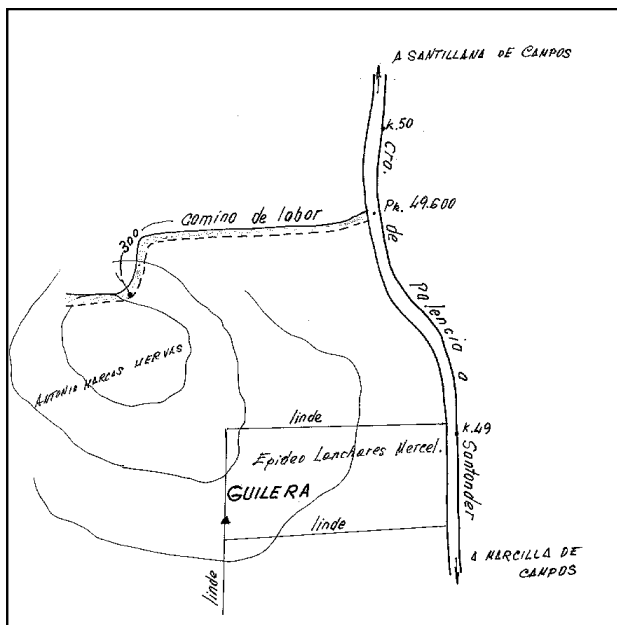 A SANTILLANA DE CAMPOS
K.50
Cra. de Palencia a Santander
Pk. 49.600
Camino de labor
300
ANTONIO MARCOS HERVAS
linde
K.49
Epideo Lanchares Mercel.
GUILERA
linde
linde
A MARCILLA DE
CAMPOS